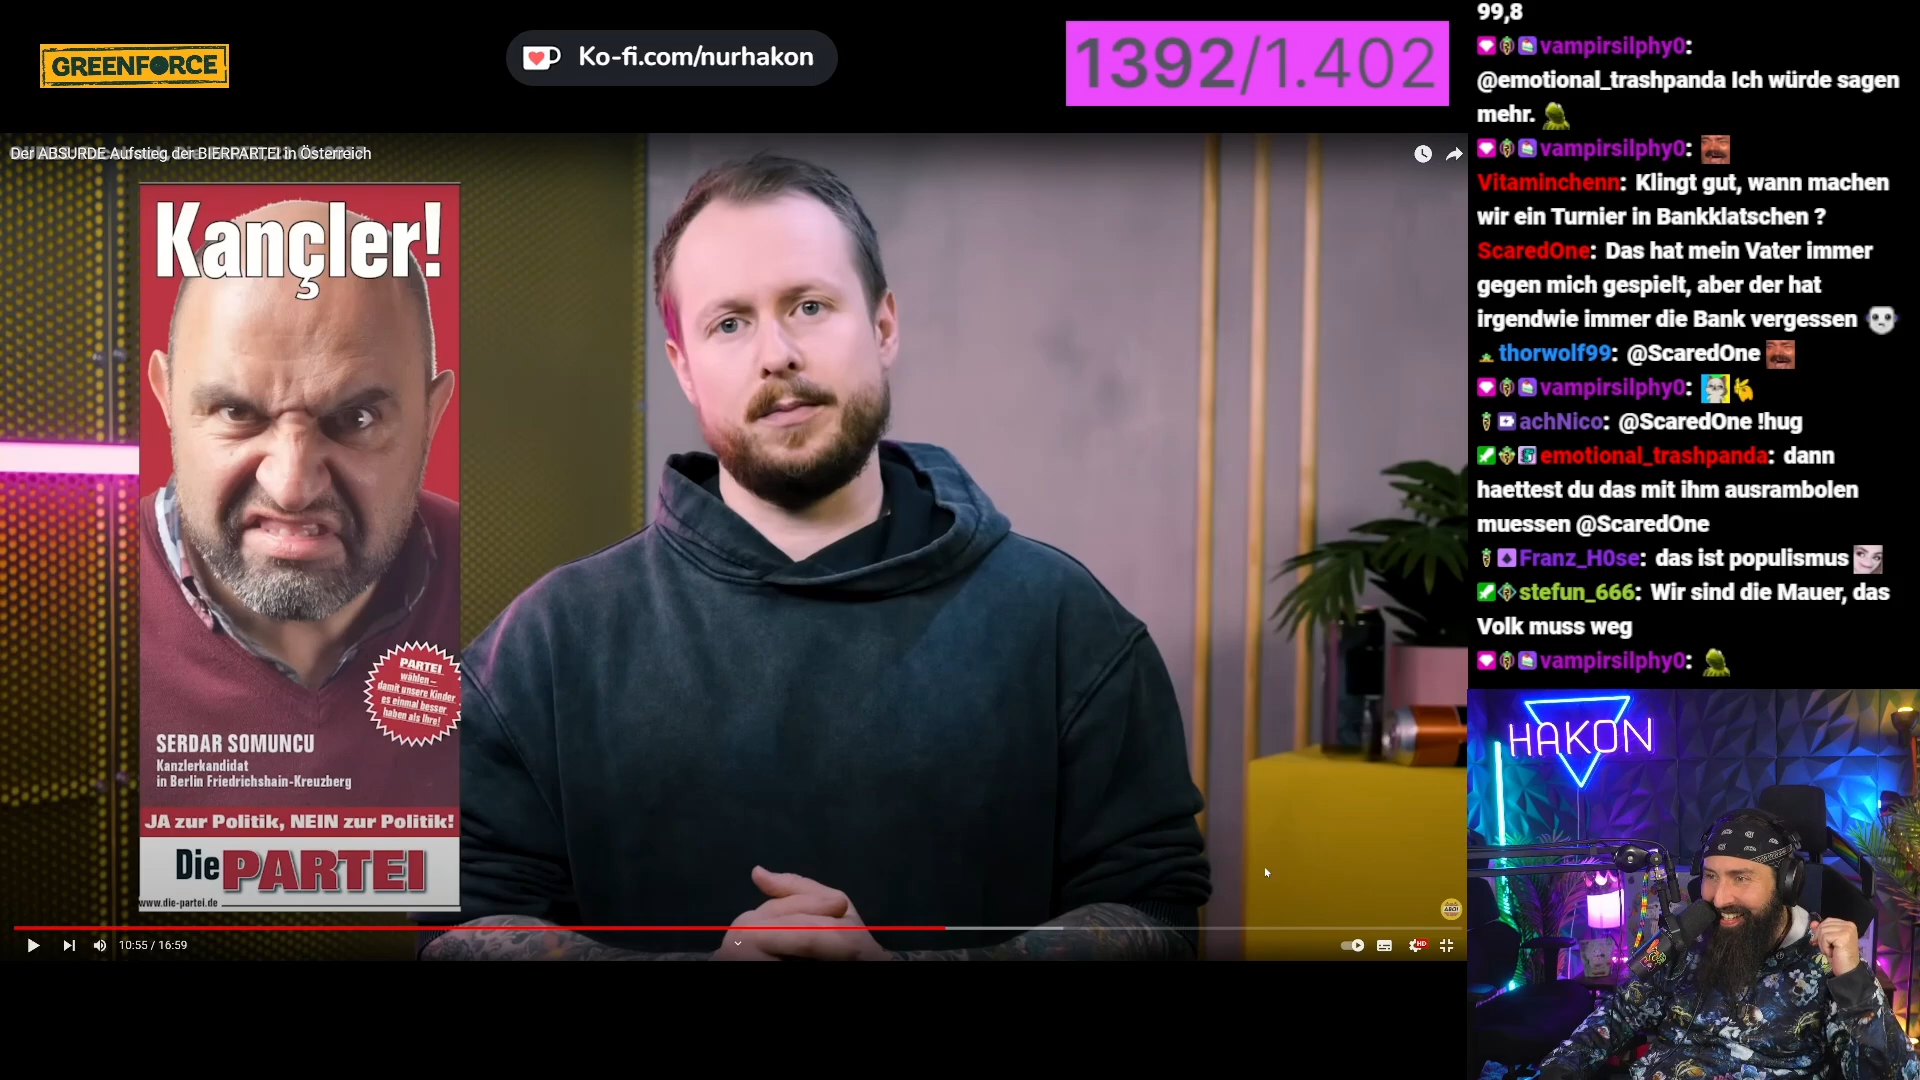 GREENFORCE
Ko-fi.com/nurhakon
1392/1.402
Der ABSURDE Aufstieg der BIERPARTEI in Österreich
Kançler!
PARTEI
wählen –
damit unsere Kinder
es einmal besser
haben als Ihre!
SERDAR SOMUNCU
Kanzlerkandidat
in Berlin Friedrichshain-Kreuzberg
JA zur Politik, NEIN zur Politik!
Die PARTEI
www.die-partei.de
ABO!
10:55 / 16:59
HD
99,8
vampirsilphy0:
@emotional_trashpanda Ich würde sagen
mehr.
vampirsilphy0:
Vitaminchenn: Klingt gut, wann machen
wir ein Turnier in Bankklatschen ?
ScaredOne: Das hat mein Vater immer
gegen mich gespielt, aber der hat
irgendwie immer die Bank vergessen
thorwolf99: @ScaredOne
vampirsilphy0:
achNico: @ScaredOne !hug
emotional_trashpanda: dann
haettest du das mit ihm ausrambolen
muessen @ScaredOne
Franz_H0se: das ist populismus
stefun_666: Wir sind die Mauer, das
Volk muss weg
vampirsilphy0:
HAKON